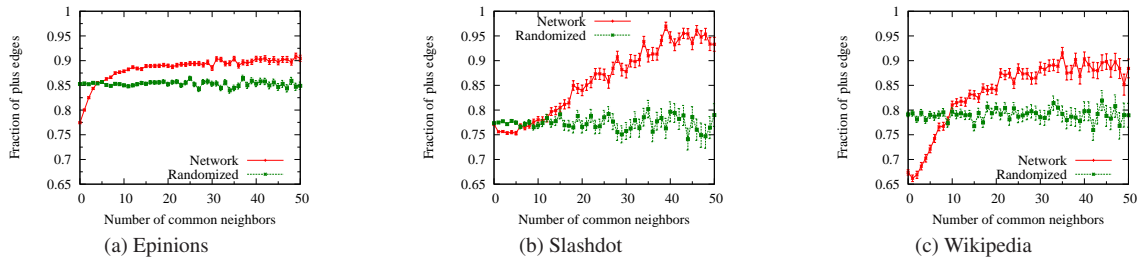 1
0.95
0.9
0.85
0.8
0.75
0.7
0.65
Fraction of plus edges
Network
Randomized
0 10 20 30 40 50
Number of common neighbors
(a) Epinions
1
0.95
0.9
0.85
0.8
0.75
0.7
0.65
Fraction of plus edges
Network
Randomized
0 10 20 30 40 50
Number of common neighbors
(b) Slashdot
1
0.95
0.9
0.85
0.8
0.75
0.7
0.65
Fraction of plus edges
Network
Randomized
0 10 20 30 40 50
Number of common neighbors
(c) Wikipedia